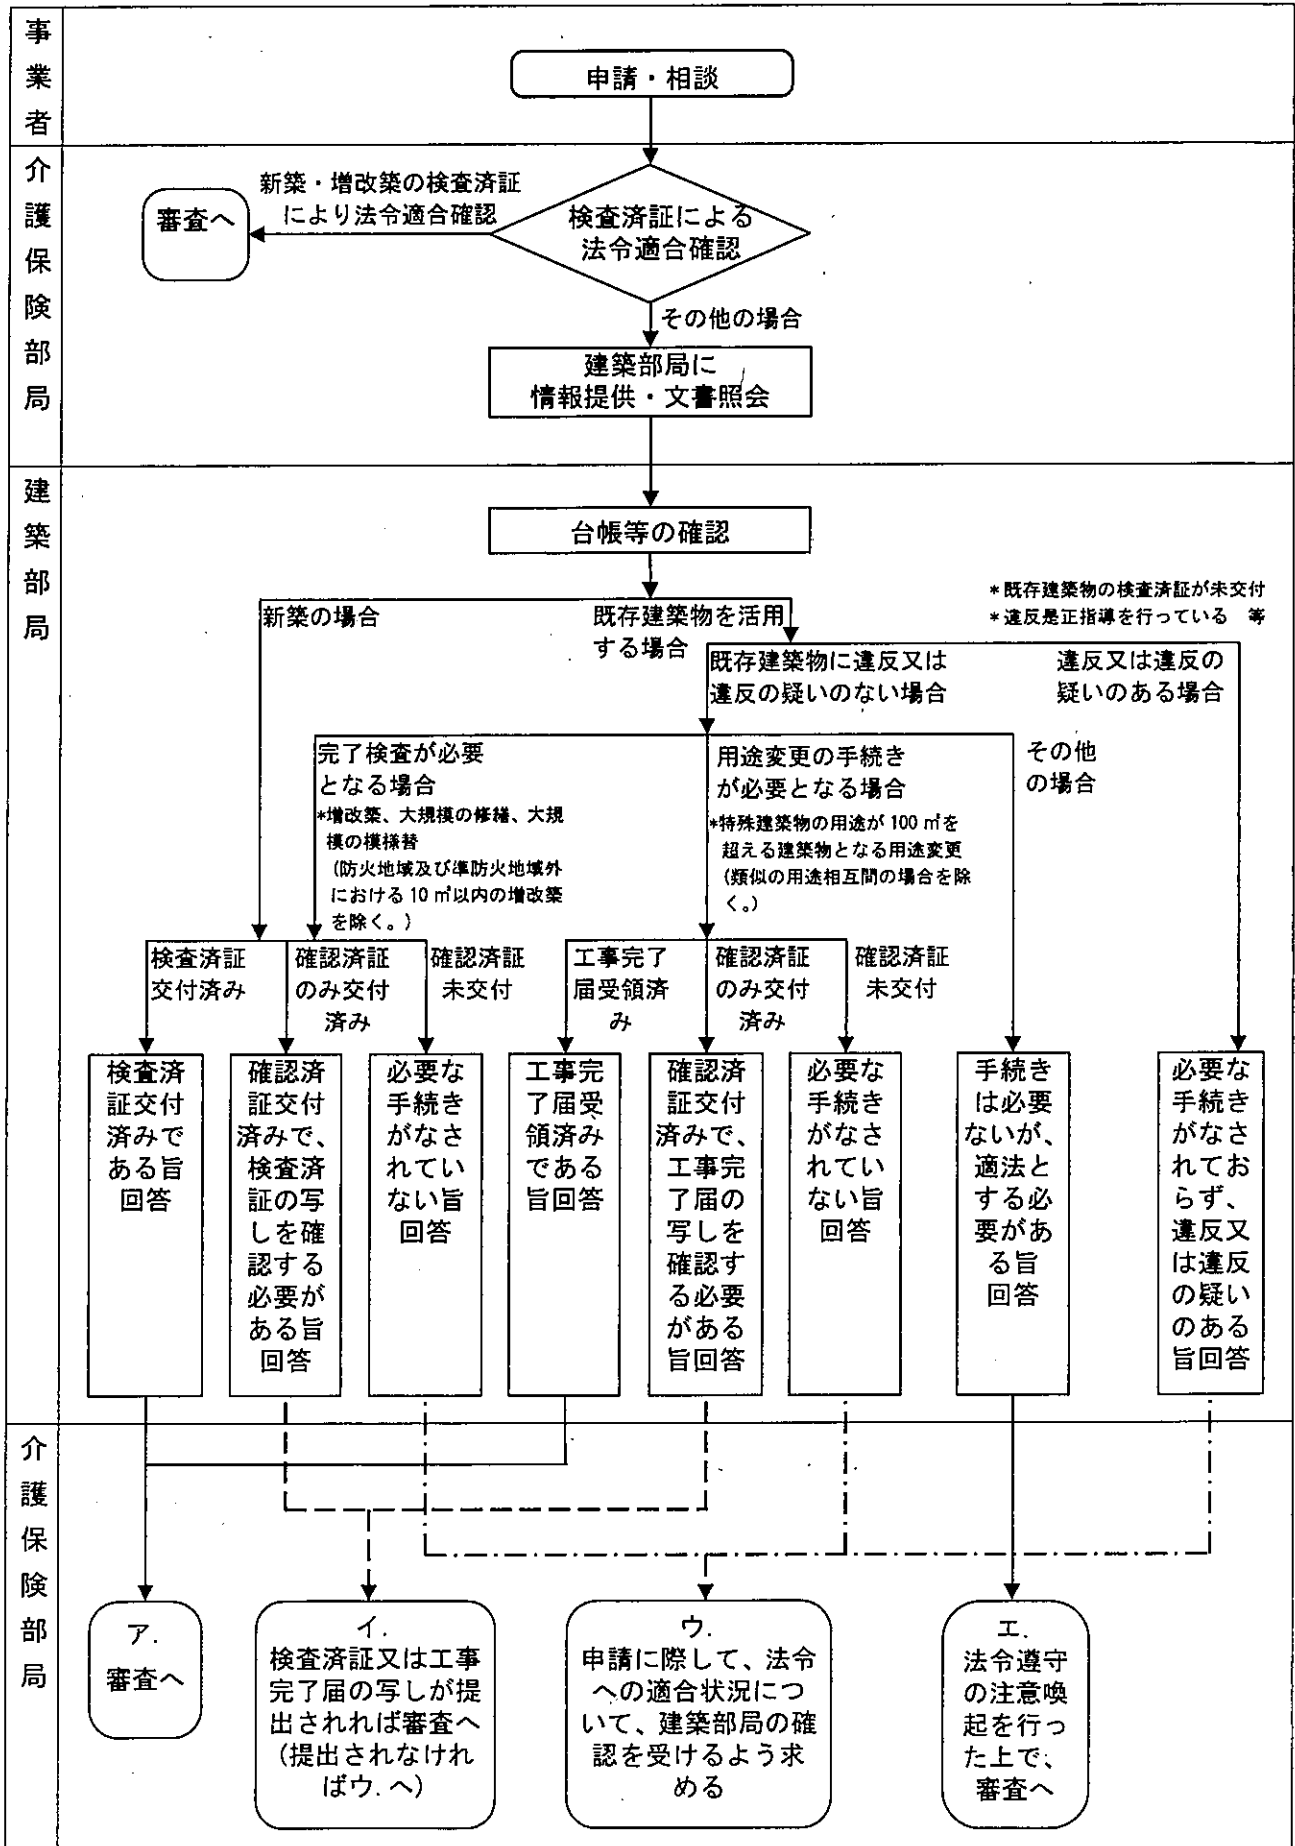 事業者
申請・相談
介護保険部局
新築・増改築の検査済証
により法令適合確認
審査へ
検査済証による
法令適合確認
その他の場合
建築部局に
情報提供・文書照会
建築部局
台帳等の確認
新築の場合
既存建築物を活用
する場合
*既存建築物の検査済証が未交付
*違反是正指導を行っている 等
既存建築物に違反又は
違反の疑いのない場合
違反又は違反の
疑いのある場合
完了検査が必要
となる場合
*増改築、大規模の修繕、大規
模の模様替
(防火地域及び準防火地域外
における10㎡以内の増改築
を除く。)
用途変更の手続き
が必要となる場合
*特殊建築物の用途が100㎡を
超える建築物となる用途変更
(類似の用途相互間の場合を除
く。)
その他
の場合
検査済証
交付済み
確認済証
のみ交付
済み
確認済証
未交付
工事完了
届受領済
み
確認済証
のみ交付
済み
確認済証
未交付
検査済
証交付
済みで
ある旨
回答
確認済
証交付
済みで、
検査済
証の写
しを確
認する
必要が
ある旨
回答
必要な
手続き
がなさ
れてい
ない旨
回答
工事完
了届受
領済み
である
旨回答
確認済
証交付
済みで、
工事完
了届の
写しを
確認す
る必要
がある
旨回答
必要な
手続き
がなさ
れてい
ない旨
回答
手続き
は必要
ないが、
適法と
する必
要があ
る旨
回答
必要な
手続き
がなさ
れてお
らず、
違反又
は違反
の疑い
のある
旨回答
介護保険部局
ア.
審査へ
イ.
検査済証又は工事
完了届の写しが提
出されれば審査へ
(提出されなけれ
ばウ.へ)
ウ.
申請に際して、法令
への適合状況につ
いて、建築部局の確
認を受けるよう求
める
エ.
法令遵守
の注意喚
起を行っ
た上で、
審査へ